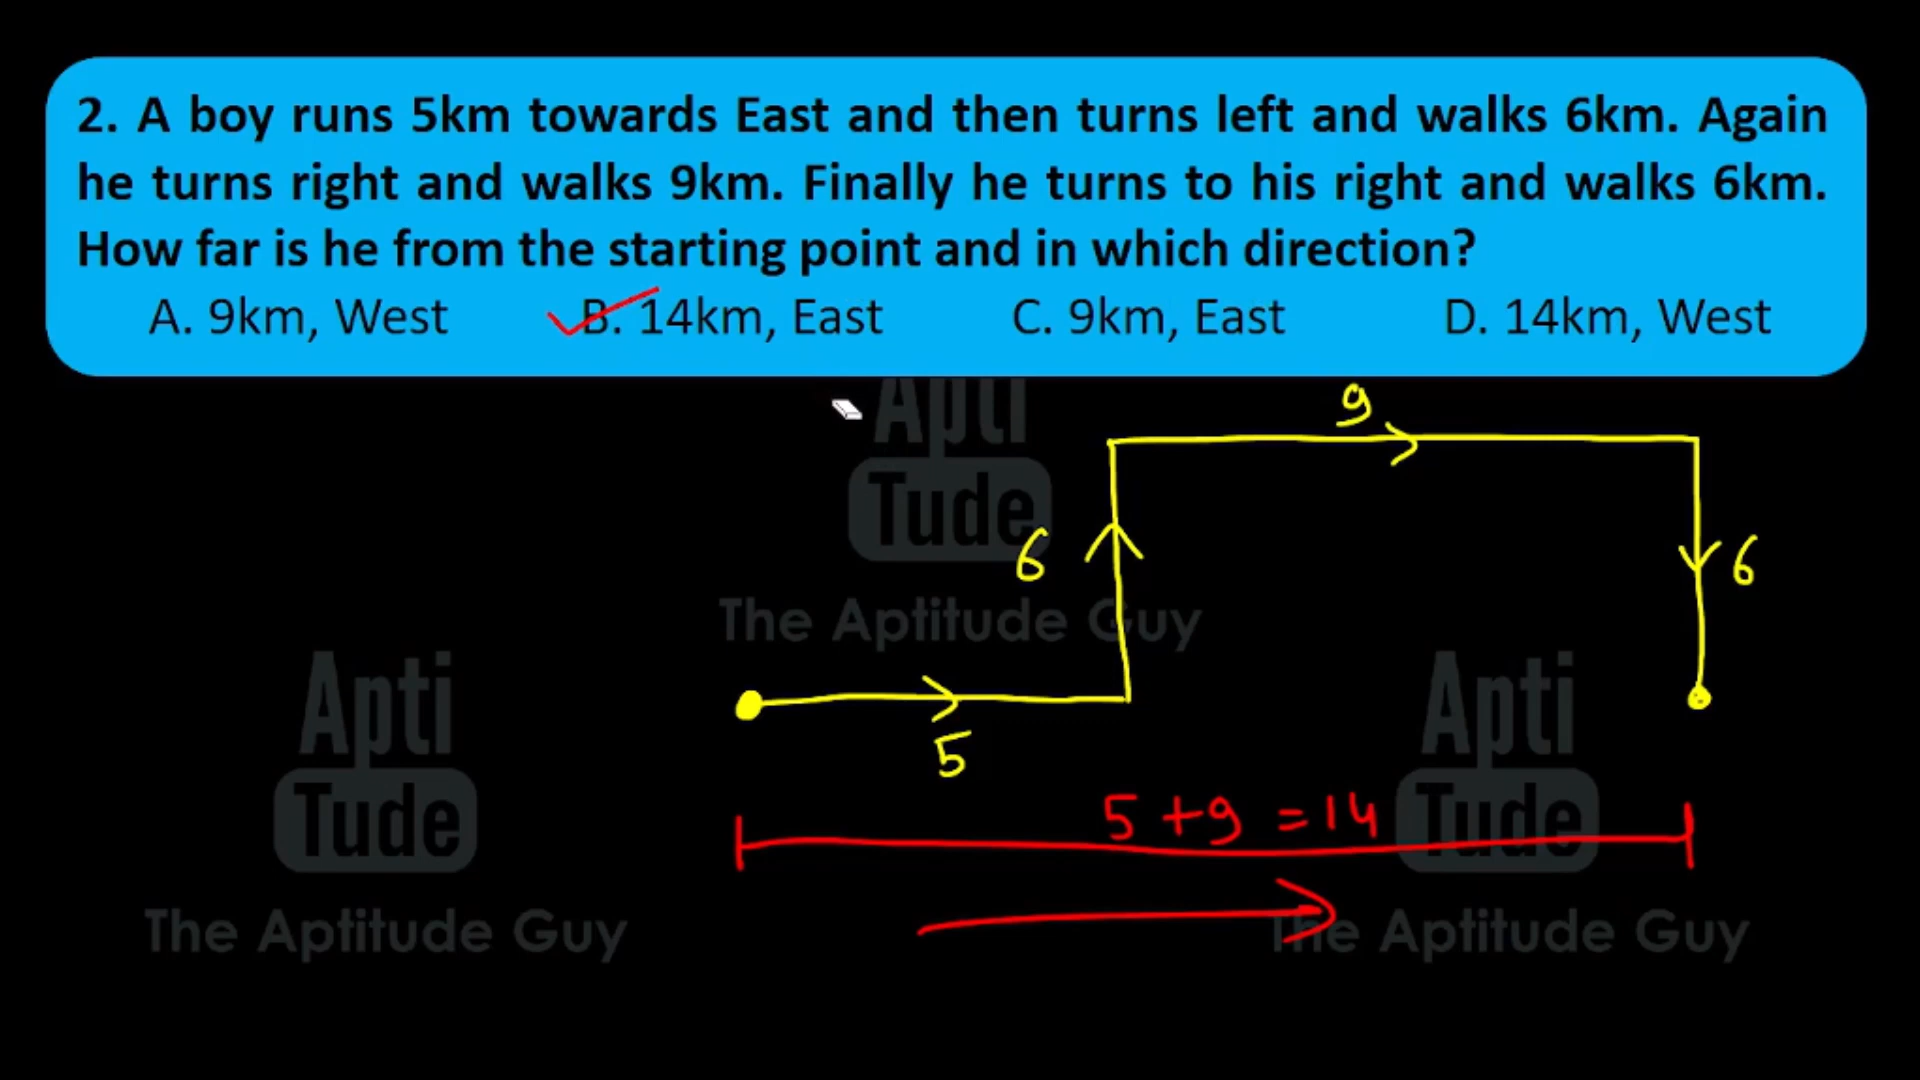 2. A boy runs 5km towards East and then turns left and walks 6km. Again
he turns right and walks 9km. Finally he turns to his right and walks 6km.
How far is he from the starting point and in which direction?
A. 9km, West B. 14km, East C. 9km, East D. 14km, West
9
Apti
Tude
6
6
The Aptitude Guy
5
5 + 9 = 14
Apti
Tude
The Aptitude Guy
Apti
Tude
The Aptitude Guy